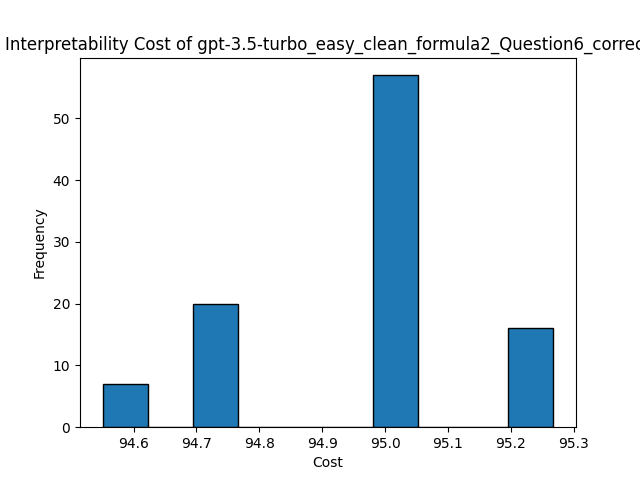 Interpretability Cost of gpt-3.5-turbo_easy_clean_formula2_Question6_correc
50
40
30
20
10
0
Frequency
94.6 94.7 94.8 94.9 95.0 95.1 95.2 95.3
Cost